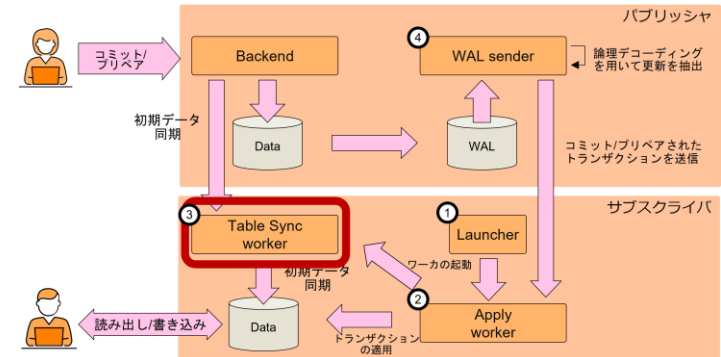 パブリッシャ
コミット/
プリペア
Backend
④
WAL sender
論理デコーディング
を用いて更新を抽出
初期データ
同期
Data
WAL
コミット/プリペアされた
トランザクションを送信
サブスクライバ
③
Table Sync
worker
①
Launcher
ワーカの起動
初期データ
同期
②
Apply
worker
読み出し/書き込み
Data
トランザクション
の適用